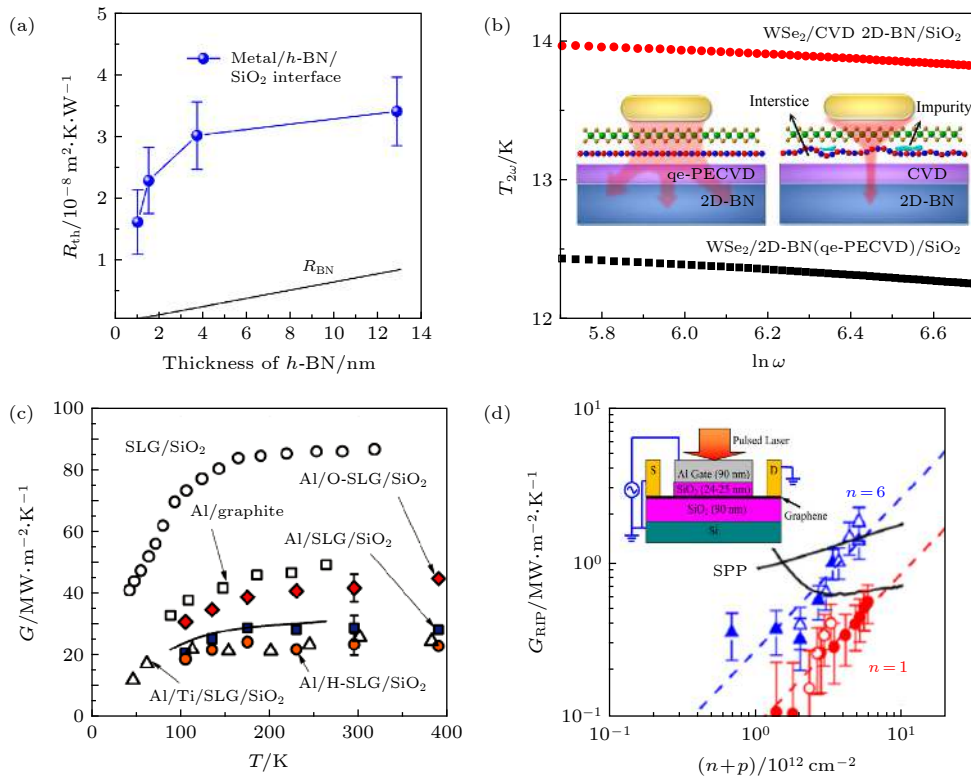 (a)
5
4
3
2
1
R_th/10⁻⁸ m²·K·W⁻¹
Metal/h-BN/
SiO₂ interface
R_BN
0 2 4 6 8 10 12 14
Thickness of h-BN/nm
(b)
14
13
12
T_2ω/K
WSe₂/CVD 2D-BN/SiO₂
Interstice
Impurity
qe-PECVD
2D-BN
CVD
2D-BN
WSe₂/2D-BN(qe-PECVD)/SiO₂
5.8 6.0 6.2 6.4 6.6
ln ω
(c)
100
80
60
40
20
0
G/MW·m⁻²·K⁻¹
SLG/SiO₂
Al/O-SLG/SiO₂
Al/graphite
Al/SLG/SiO₂
Al/Ti/SLG/SiO₂
Al/H-SLG/SiO₂
0 100 200 300 400
T/K
(d)
10¹
10⁰
10⁻¹
G_RIP/MW·m⁻²·K⁻¹
Pulsed Laser
S
Al Gate (90 nm)
D
SiO₂ (24-25 nm)
SiO₂ (90 nm)
Graphene
Si
n=6
SPP
n=1
10⁻¹ 10⁰ 10¹
(n+p)/10¹² cm⁻²